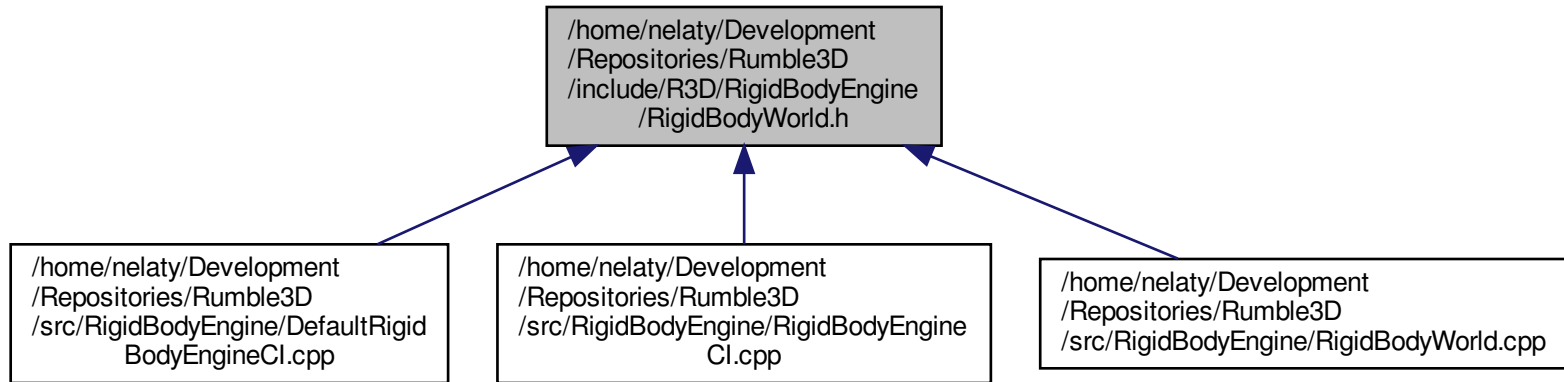 /home/nelaty/Development
/Repositories/Rumble3D
/include/R3D/RigidBodyEngine
/RigidBodyWorld.h
/home/nelaty/Development
/Repositories/Rumble3D
/src/RigidBodyEngine/DefaultRigid
BodyEngineCI.cpp
/home/nelaty/Development
/Repositories/Rumble3D
/src/RigidBodyEngine/RigidBodyEngine
CI.cpp
/home/nelaty/Development
/Repositories/Rumble3D
/src/RigidBodyEngine/RigidBodyWorld.cpp